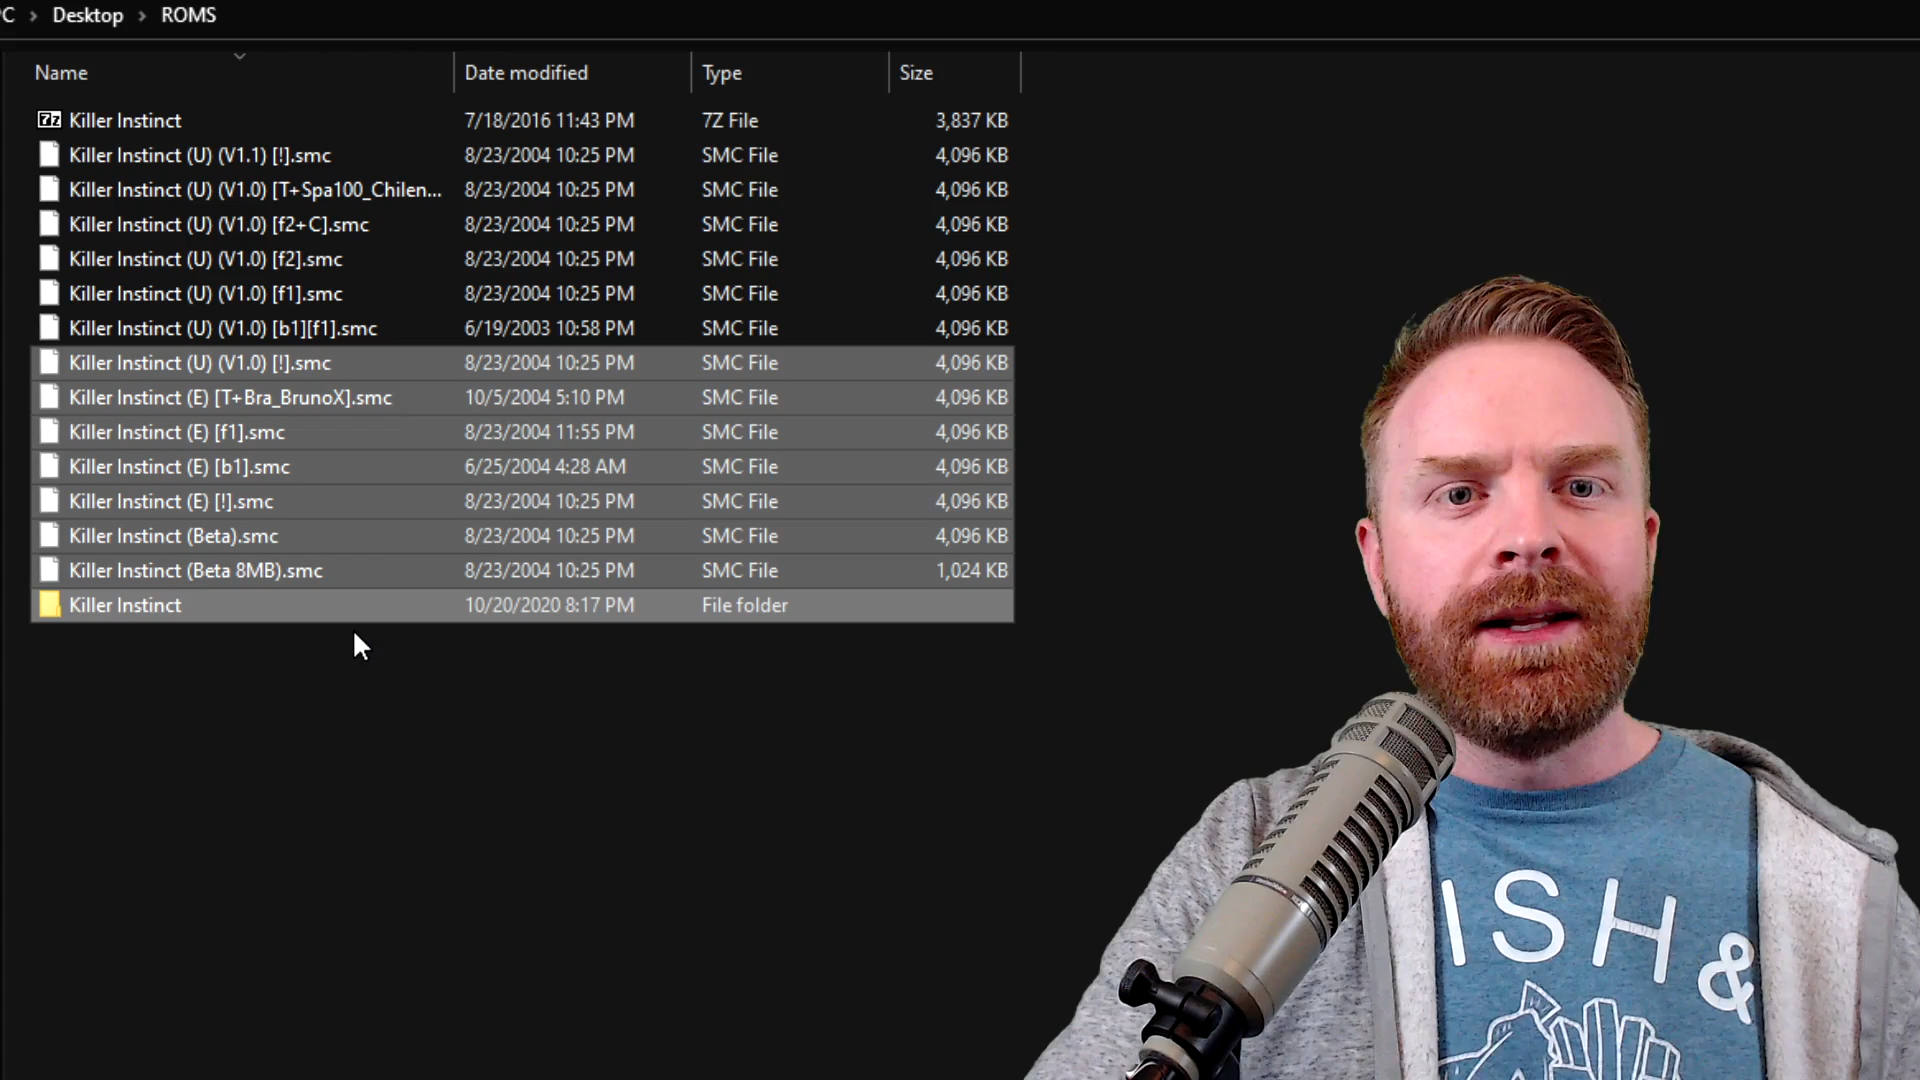 PC > Desktop > ROMS
Name Date modified Type Size
7z Killer Instinct 7/18/2016 11:43 PM 7Z File 3,837 KB
Killer Instinct (U) (V1.1) [!].smc 8/23/2004 10:25 PM SMC File 4,096 KB
Killer Instinct (U) (V1.0) [T+Spa100_Chilen... 8/23/2004 10:25 PM SMC File 4,096 KB
Killer Instinct (U) (V1.0) [f2+C].smc 8/23/2004 10:25 PM SMC File 4,096 KB
Killer Instinct (U) (V1.0) [f2].smc 8/23/2004 10:25 PM SMC File 4,096 KB
Killer Instinct (U) (V1.0) [f1].smc 8/23/2004 10:25 PM SMC File 4,096 KB
Killer Instinct (U) (V1.0) [b1][f1].smc 6/19/2003 10:58 PM SMC File 4,096 KB
Killer Instinct (U) (V1.0) [!].smc 8/23/2004 10:25 PM SMC File 4,096 KB
Killer Instinct (E) [T+Bra_BrunoX].smc 10/5/2004 5:10 PM SMC File 4,096 KB
Killer Instinct (E) [f1].smc 8/23/2004 11:55 PM SMC File 4,096 KB
Killer Instinct (E) [b1].smc 6/25/2004 4:28 AM SMC File 4,096 KB
Killer Instinct (E) [!].smc 8/23/2004 10:25 PM SMC File 4,096 KB
Killer Instinct (Beta).smc 8/23/2004 10:25 PM SMC File 4,096 KB
Killer Instinct (Beta 8MB).smc 8/23/2004 10:25 PM SMC File 1,024 KB
Killer Instinct 10/20/2020 8:17 PM File folder
ISH &